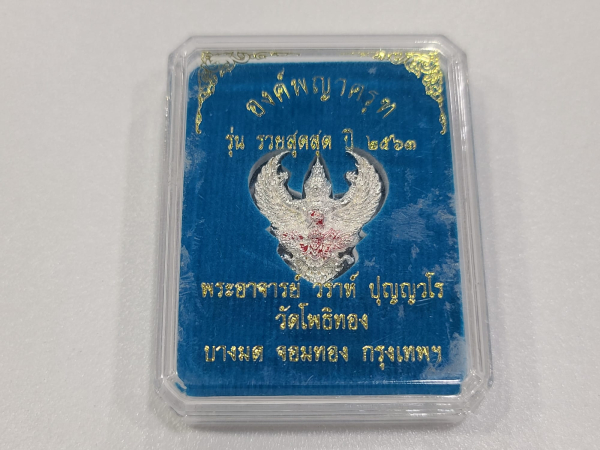 องค์พญาครุฑ
รุ่น รวยสุดสุด ปี ๒๕๖๓
พระอาจารย์ วราห์ ปุญญวโร
วัดโพธิทอง
บางมด จอมทอง กรุงเทพฯ